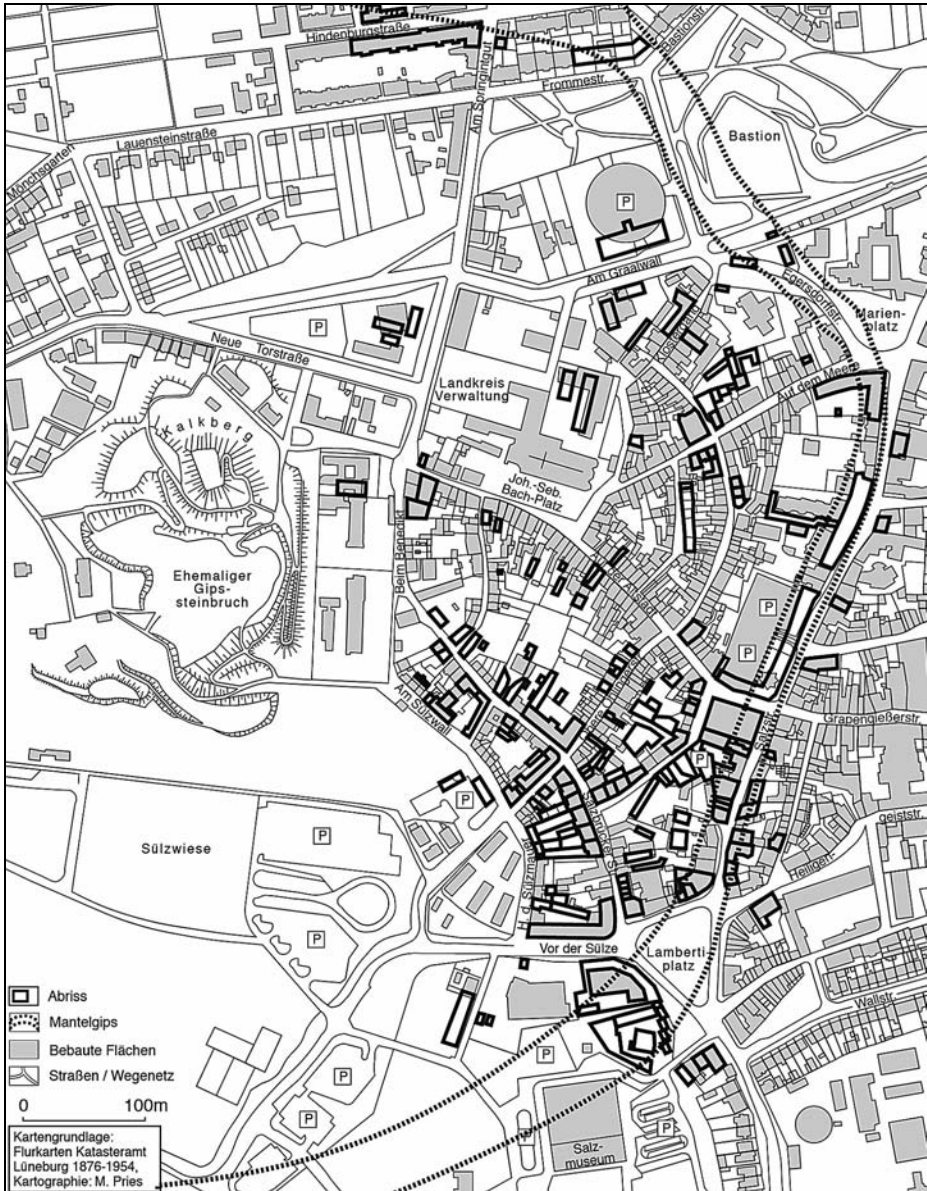 Hindenburgstraße
Bastionstr.
Am Springintgut
Frommestr.
Lauensteinstraße
Mönchsgarten
Bastion
P
Am Graalwall
Egersdorffstr.
Marien-
platz
P
Neue Torstraße
Landkreis
Verwaltung
Auf dem Meere
Kalkberg
Joh.-Seb.
Bach-Platz
Beim Benedikt
Ehemaliger
Gips-
steinbruch
P
P
Am Sülzwall
Salzstr.
Grapengießerstr.
P
P
P
Sülzwiese
Salzbrücker St
H. d. Sülzmauer
Heiligen-
geiststr.
P
Vor der Sülze
Lamberti
platz
Wallstr.
P
P
P
P
Salz-
museum
Abriss
Mantelgips
Bebaute Flächen
Straßen / Wegenetz
0 100m
Kartengrundlage:
Flurkarten Katasteramt
Lüneburg 1876-1954,
Kartographie: M. Pries